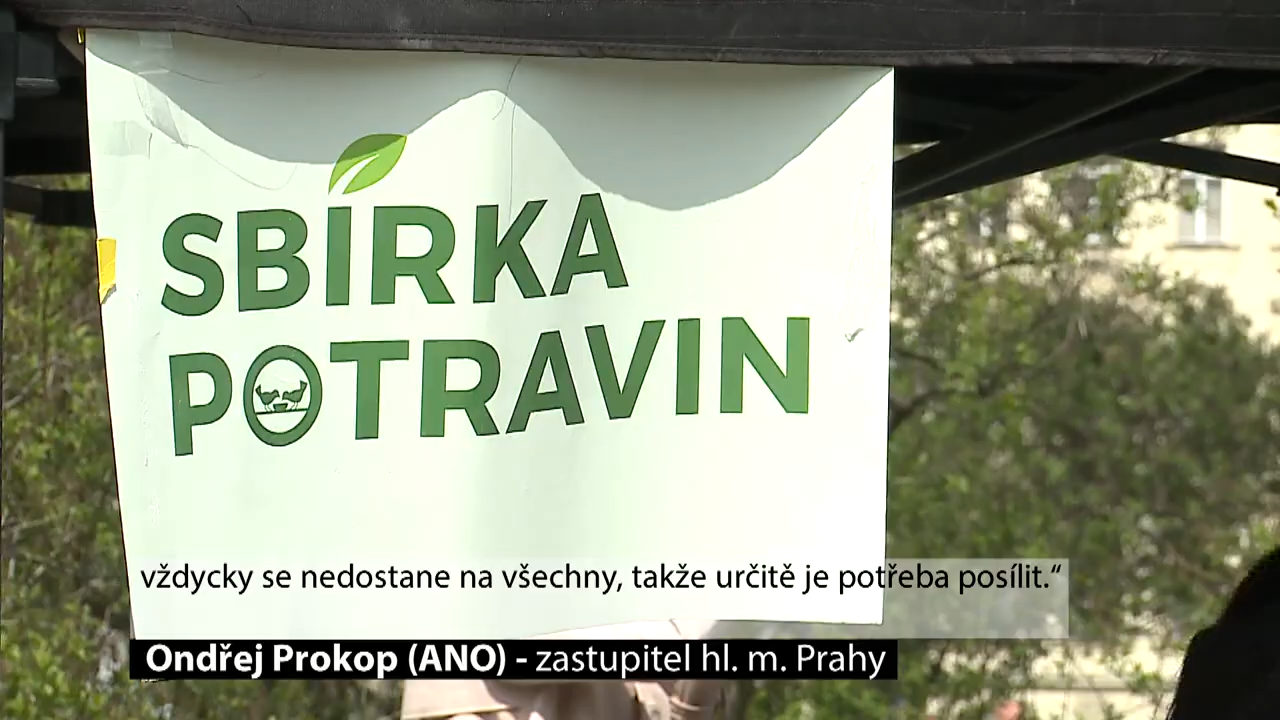 SBÍRKA
POTRAVIN
vždycky se nedostane na všechny, takže určitě je potřeba posílit.“
Ondřej Prokop (ANO) - zastupitel hl. m. Prahy